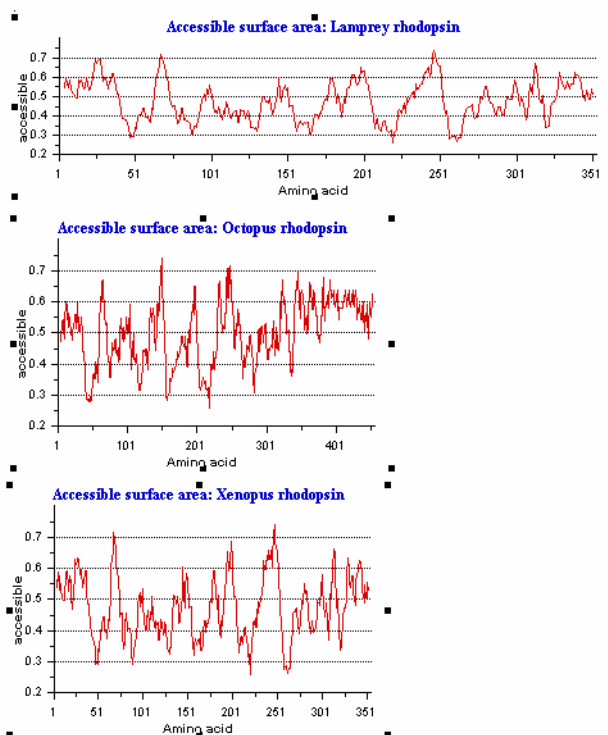 Accessible surface area: Lamprey rhodopsin
0.7
0.6
0.5
0.4
0.3
0.2
accessible
1 51 101 151 201 251 301 351
Amino acid
Accessible surface area: Octopus rhodopsin
0.7
0.6
0.5
0.4
0.3
0.2
accessible
1 101 201 301 401
Amino acid
Accessible surface area: Xenopus rhodopsin
0.7
0.6
0.5
0.4
0.3
0.2
accessible
1 51 101 151 201 251 301 351
Amino acid